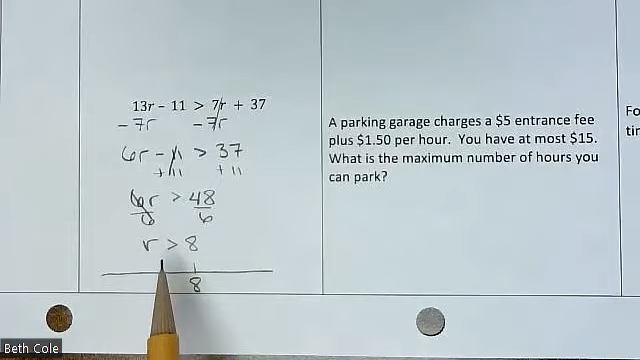 13r − 11 > 7r + 37
− 7r − 7r
6r − 11 > 37
+11 +11
6r > 48
6 6
r > 8
8
A parking garage charges a $5 entrance fee
plus $1.50 per hour. You have at most $15.
What is the maximum number of hours you
can park?
Fo
tir
Beth Cole